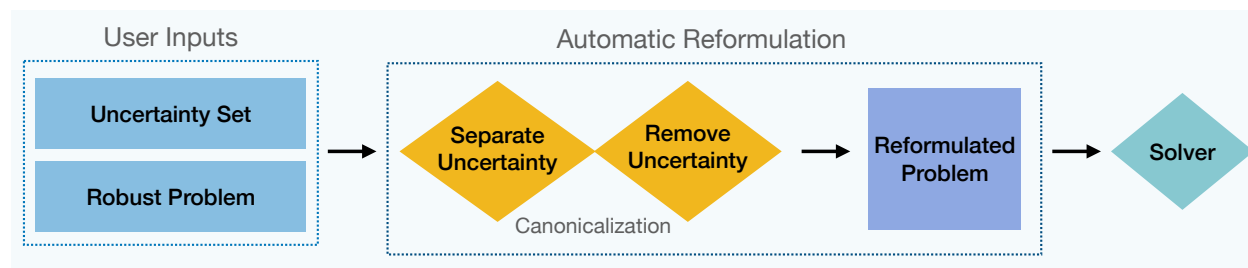 User Inputs
Uncertainty Set
Robust Problem
Automatic Reformulation
Separate
Uncertainty
Remove
Uncertainty
Canonicalization
Reformulated
Problem
Solver